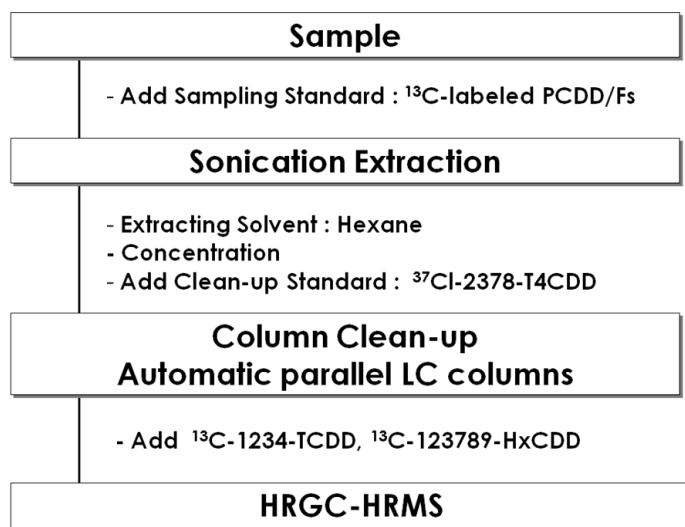 Sample
- Add Sampling Standard : ¹³C-labeled PCDD/Fs
Sonication Extraction
- Extracting Solvent : Hexane
- Concentration
- Add Clean-up Standard : ³⁷Cl-2378-T4CDD
Column Clean-up
Automatic parallel LC columns
- Add ¹³C-1234-TCDD, ¹³C-123789-HxCDD
HRGC-HRMS